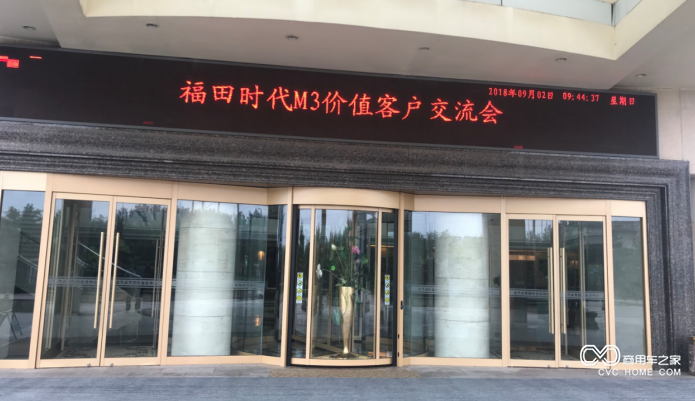 福田时代M3价值客户交流会
2018年09月02日 09:44:37 星期日
商用车之家
CVC HOME.COM